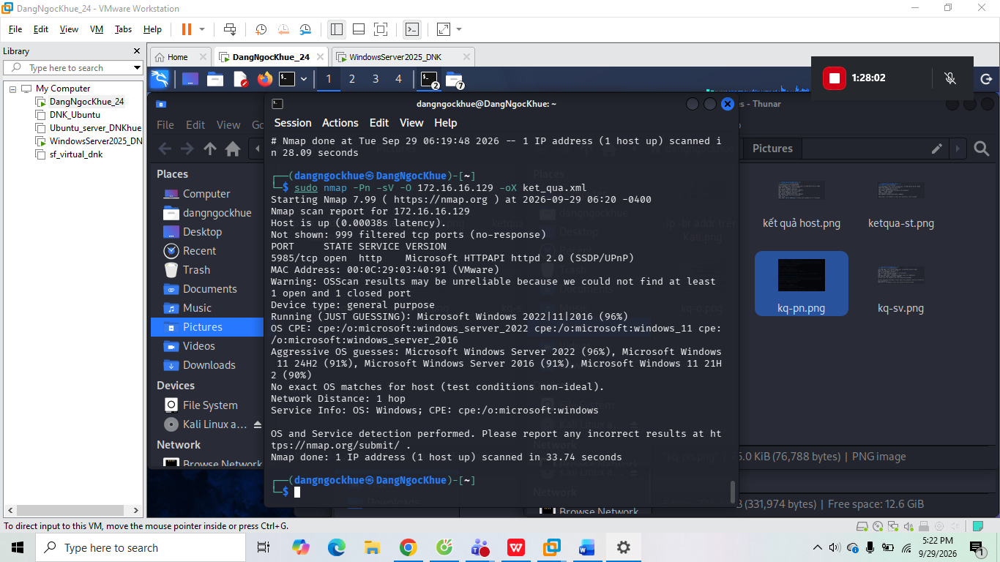 DangNgocKhue_24 - VMware Workstation
File Edit View VM Tabs Help
Library
Type here to search
My Computer
DangNgocKhue_24
DNK_Ubuntu
Ubuntu_server_DNKhue
WindowsServer2025_DN
sf_virtual_dnk
Home DangNgocKhue_24 WindowsServer2025_DNK
1 2 3 4 2 7
1:28:02
- Thunar
File Edit View
Pictures
Places
Computer
dangngockhue
Desktop
Recent
Trash
Documents
Music
Pictures
Videos
Downloads
Devices
File System
Kali Linux a...
Network
Browse Network
dangngockhue@DangNgocKhue: ~
Session Actions Edit View Help
# Nmap done at Tue Sep 29 06:19:48 2026 -- 1 IP address (1 host up) scanned i
n 28.09 seconds
┌──(dangngockhue㉿DangNgocKhue)-[~]
└─$ sudo nmap -Pn -sV -O 172.16.16.129 -oX ket_qua.xml
Starting Nmap 7.99 ( https://nmap.org ) at 2026-09-29 06:20 -0400
Nmap scan report for 172.16.16.129
Host is up (0.00038s latency).
Not shown: 999 filtered tcp ports (no-response)
PORT STATE SERVICE VERSION
5985/tcp open http Microsoft HTTPAPI httpd 2.0 (SSDP/UPnP)
MAC Address: 00:0C:29:03:40:91 (VMware)
Warning: OSScan results may be unreliable because we could not find at least
1 open and 1 closed port
Device type: general purpose
Running (JUST GUESSING): Microsoft Windows 2022|11|2016 (96%)
OS CPE: cpe:/o:microsoft:windows_server_2022 cpe:/o:microsoft:windows_11 cpe:
/o:microsoft:windows_server_2016
Aggressive OS guesses: Microsoft Windows Server 2022 (96%), Microsoft Windows
11 24H2 (91%), Microsoft Windows Server 2016 (91%), Microsoft Windows 11 21H
2 (90%)
No exact OS matches for host (test conditions non-ideal).
Network Distance: 1 hop
Service Info: OS: Windows; CPE: cpe:/o:microsoft:windows
OS and Service detection performed. Please report any incorrect results at ht
tps://nmap.org/submit/ .
Nmap done: 1 IP address (1 host up) scanned in 33.74 seconds
┌──(dangngockhue㉿DangNgocKhue)-[~]
└─$
kết quả host.png ketqua-st.png
kq-pn.png kq-sv.png
(76,788 bytes) | PNG image
(331,974 bytes) | Free space: 12.6 GiB
Network
Browse Network
To direct input to this VM, move the mouse pointer inside or press Ctrl+G.
Type here to search
5:22 PM
9/29/2026
1